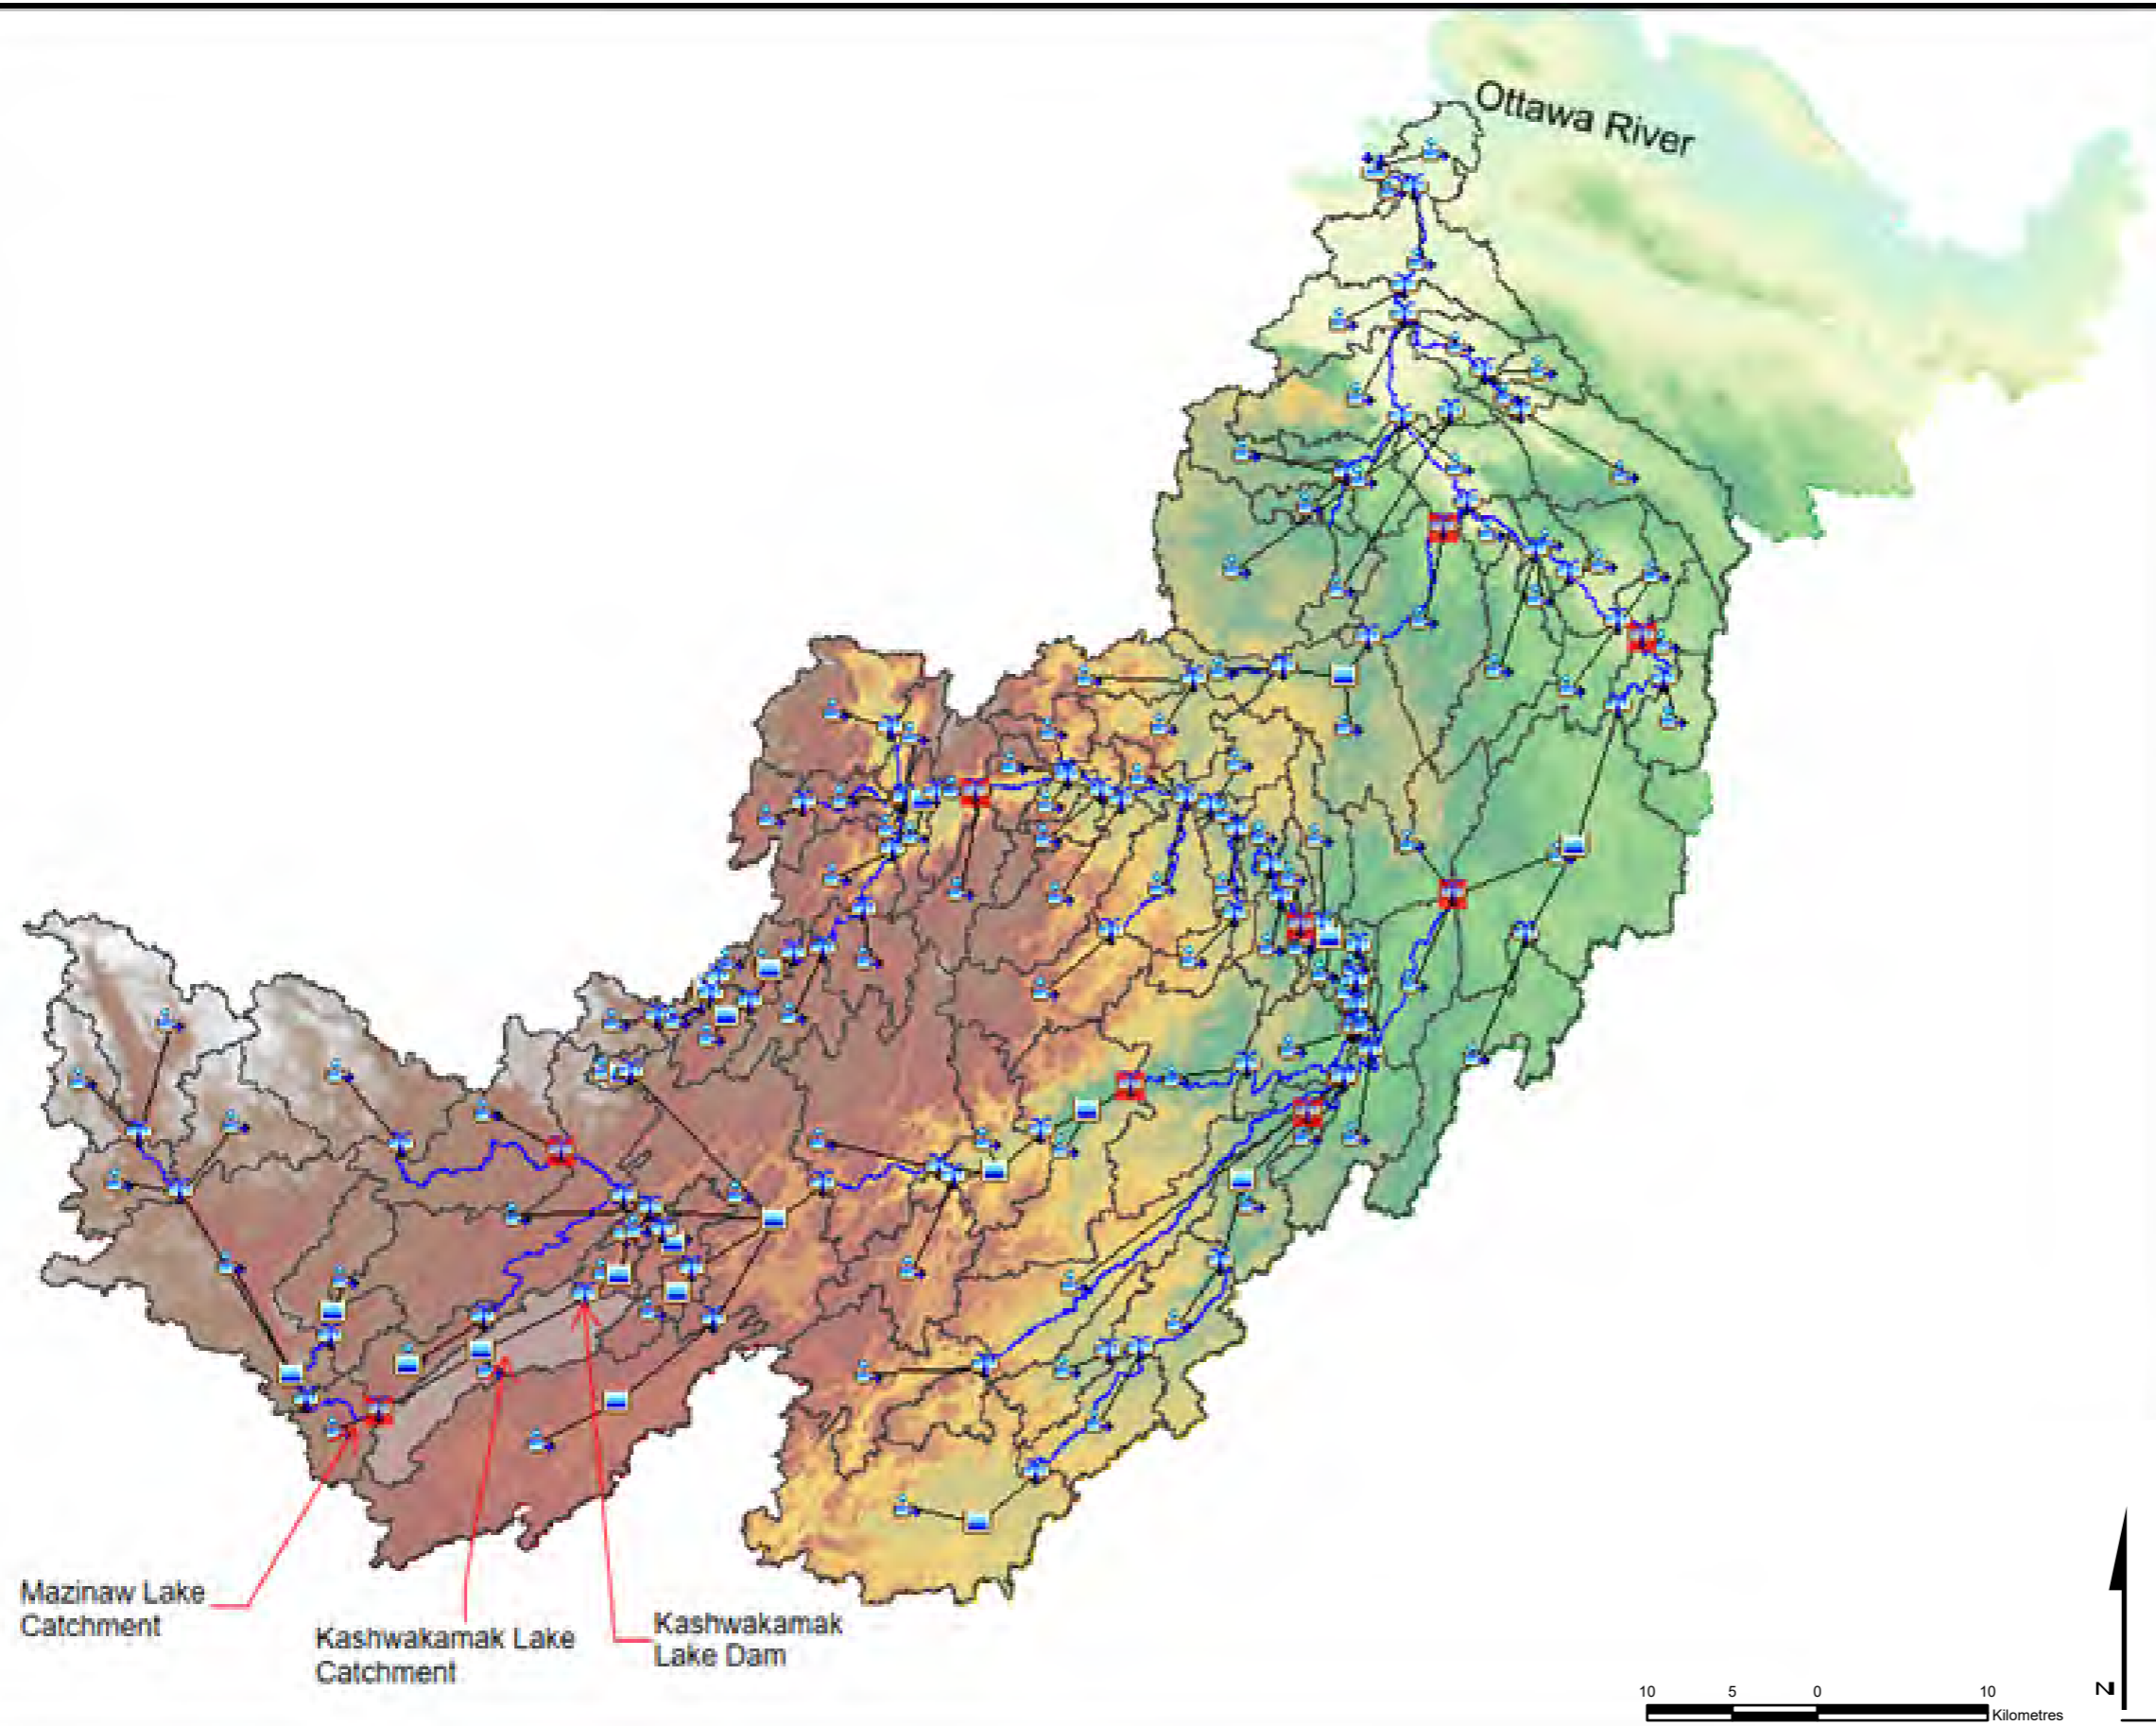 Ottawa River
Mazinaw Lake
Catchment
Kashwakamak Lake
Catchment
Kashwakamak
Lake Dam
10 5 0 10
Kilometres
N